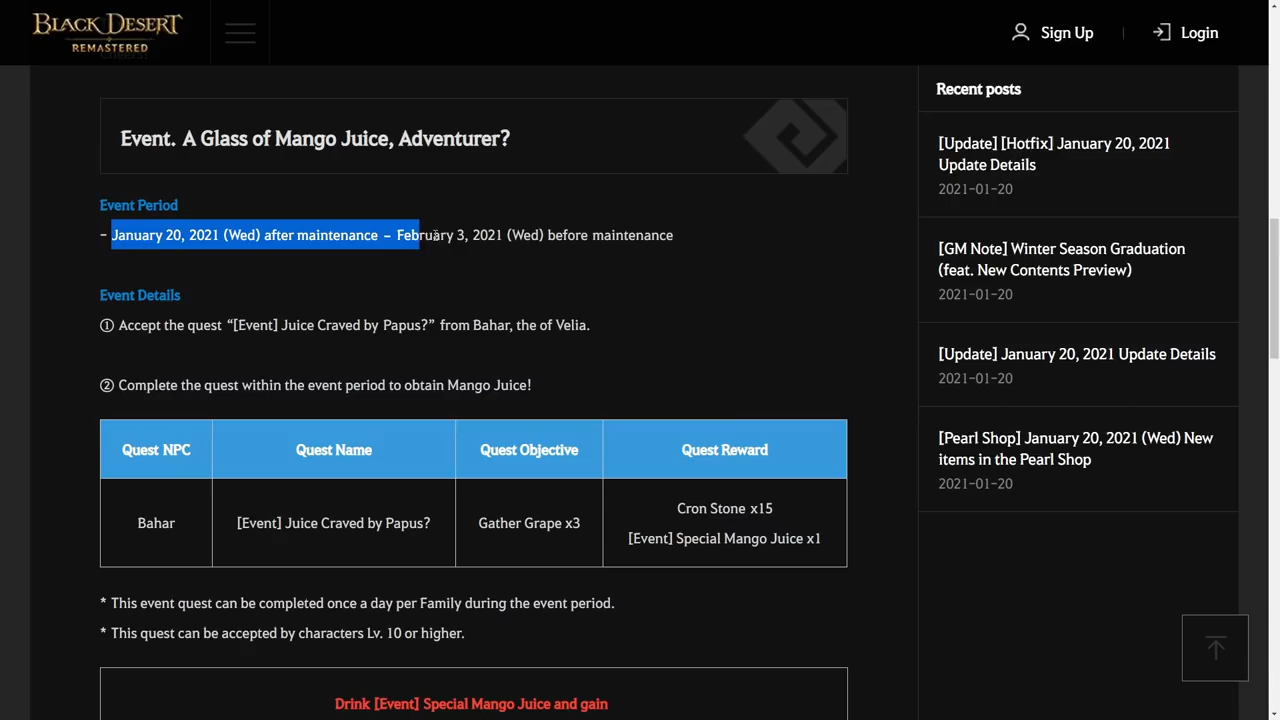 BLACK DESERT
REMASTERED
Sign Up
Login
Event. A Glass of Mango Juice, Adventurer?
Event Period
- January 20, 2021 (Wed) after maintenance - February 3, 2021 (Wed) before maintenance
Event Details
① Accept the quest “[Event] Juice Craved by Papus?” from Bahar, the of Velia.
② Complete the quest within the event period to obtain Mango Juice!
Quest NPC Quest Name Quest Objective Quest Reward
Bahar [Event] Juice Craved by Papus? Gather Grape x3 Cron Stone x15
[Event] Special Mango Juice x1
* This event quest can be completed once a day per Family during the event period.
* This quest can be accepted by characters Lv. 10 or higher.
Drink [Event] Special Mango Juice and gain
Recent posts
[Update] [Hotfix] January 20, 2021
Update Details
2021-01-20
[GM Note] Winter Season Graduation
(feat. New Contents Preview)
2021-01-20
[Update] January 20, 2021 Update Details
2021-01-20
[Pearl Shop] January 20, 2021 (Wed) New
items in the Pearl Shop
2021-01-20